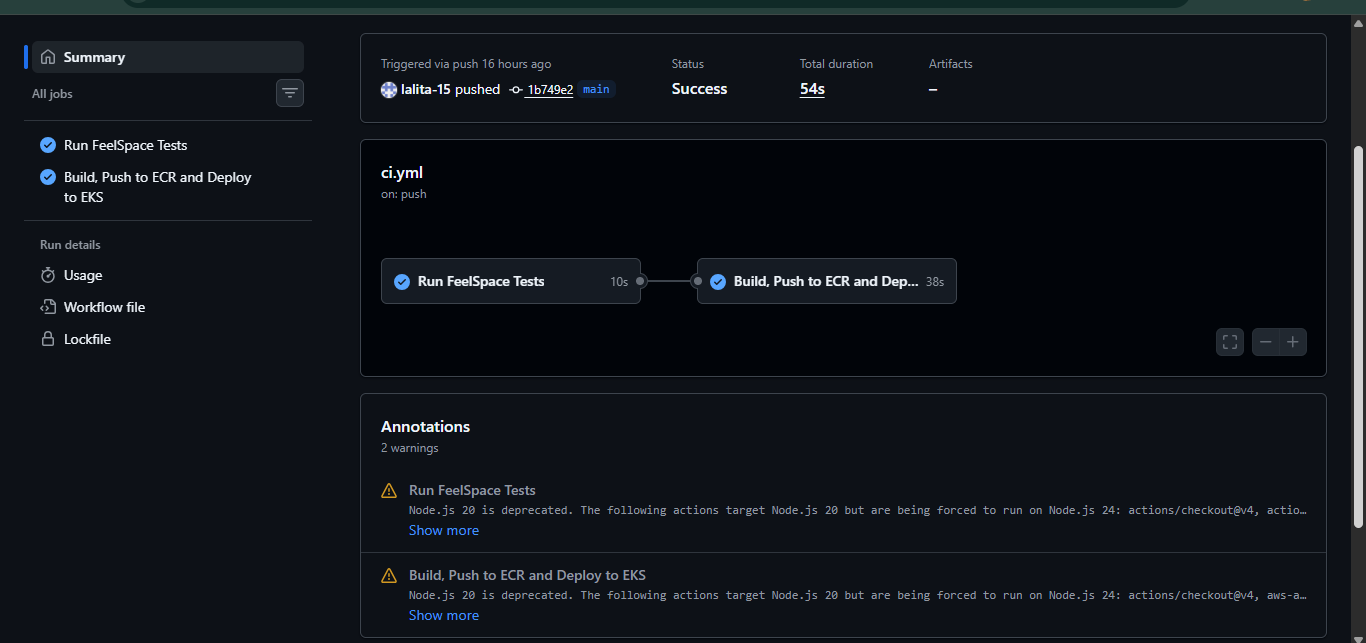 Summary
All jobs
Run FeelSpace Tests
Build, Push to ECR and Deploy
to EKS
Run details
Usage
Workflow file
Lockfile
Triggered via push 16 hours ago
lalita-15 pushed 1b749e2 main
Status
Success
Total duration
54s
Artifacts
–
ci.yml
on: push
Run FeelSpace Tests 10s
Build, Push to ECR and Dep... 38s
Annotations
2 warnings
Run FeelSpace Tests
Node.js 20 is deprecated. The following actions target Node.js 20 but are being forced to run on Node.js 24: actions/checkout@v4, actio…
Show more
Build, Push to ECR and Deploy to EKS
Node.js 20 is deprecated. The following actions target Node.js 20 but are being forced to run on Node.js 24: actions/checkout@v4, aws-a…
Show more